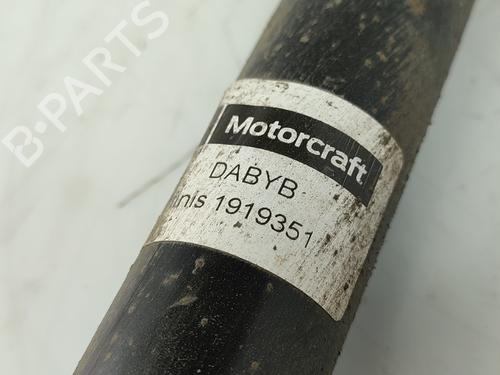 B-PARTS
Motorcraft
DABYB
finis 1919351